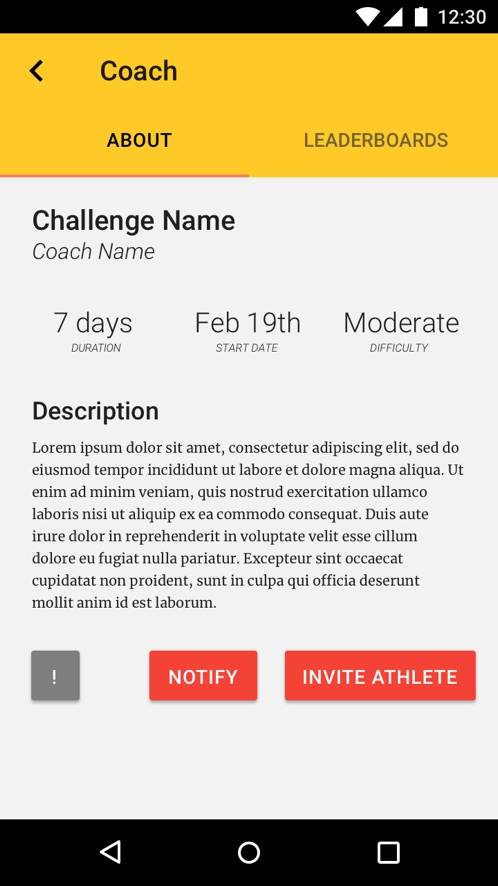 12:30
Coach
ABOUT
LEADERBOARDS
Challenge Name
Coach Name
7 days
Feb 19th
Moderate
DURATION
START DATE
DIFFICULTY
Description
Lorem ipsum dolor sit amet, consectetur adipiscing elit, sed do
eiusmod tempor incididunt ut labore et dolore magna aliqua. Ut
enim ad minim veniam, quis nostrud exercitation ullamco
laboris nisi ut aliquip ex ea commodo consequat. Duis aute
irure dolor in reprehenderit in voluptate velit esse cillum
dolore eu fugiat nulla pariatur. Excepteur sint occaecat
cupidatat non proident, sunt in culpa qui officia deserunt
mollit anim id est laborum.
!
NOTIFY
INVITE ATHLETE